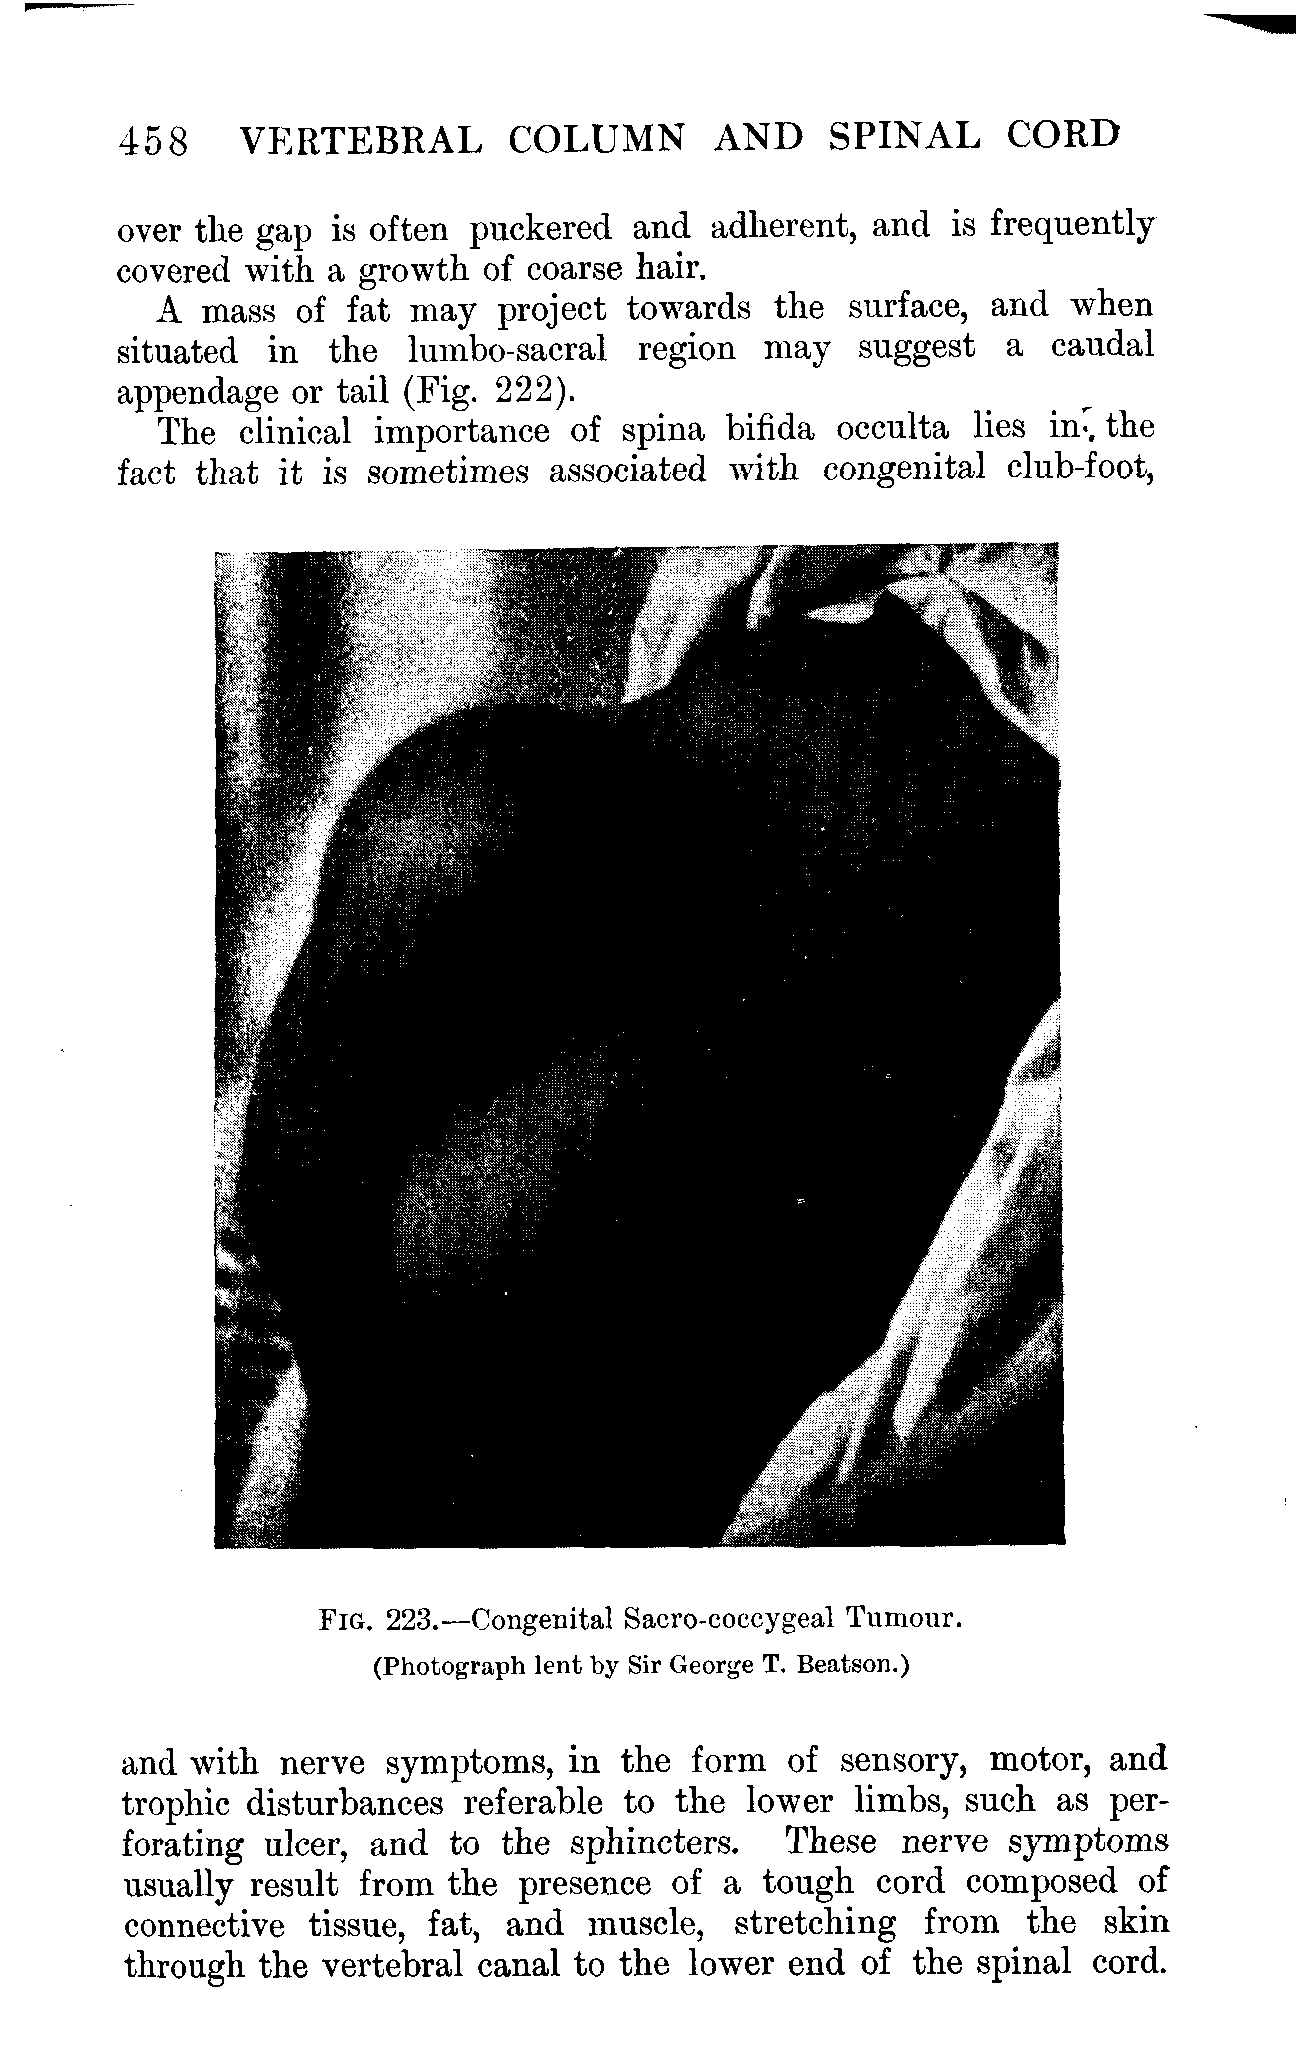 458 VERTEBRAL COLUMN AND SPINAL CORD
over the gap is often puckered and adherent, and is frequently
covered with a growth of coarse hair.
A mass of fat may project towards the surface, and when
situated in the lumbo-sacral region may suggest a caudal
appendage or tail (Fig. 222).
The clinical importance of spina bifida occulta lies in the
fact that it is sometimes associated with congenital club-foot,
FIG. 223.—Congenital Sacro-coccygeal Tumour.
(Photograph lent by Sir George T. Beatson.)
and with nerve symptoms, in the form of sensory, motor, and
trophic disturbances referable to the lower limbs, such as per-
forating ulcer, and to the sphincters. These nerve symptoms
usually result from the presence of a tough cord composed of
connective tissue, fat, and muscle, stretching from the skin
through the vertebral canal to the lower end of the spinal cord.